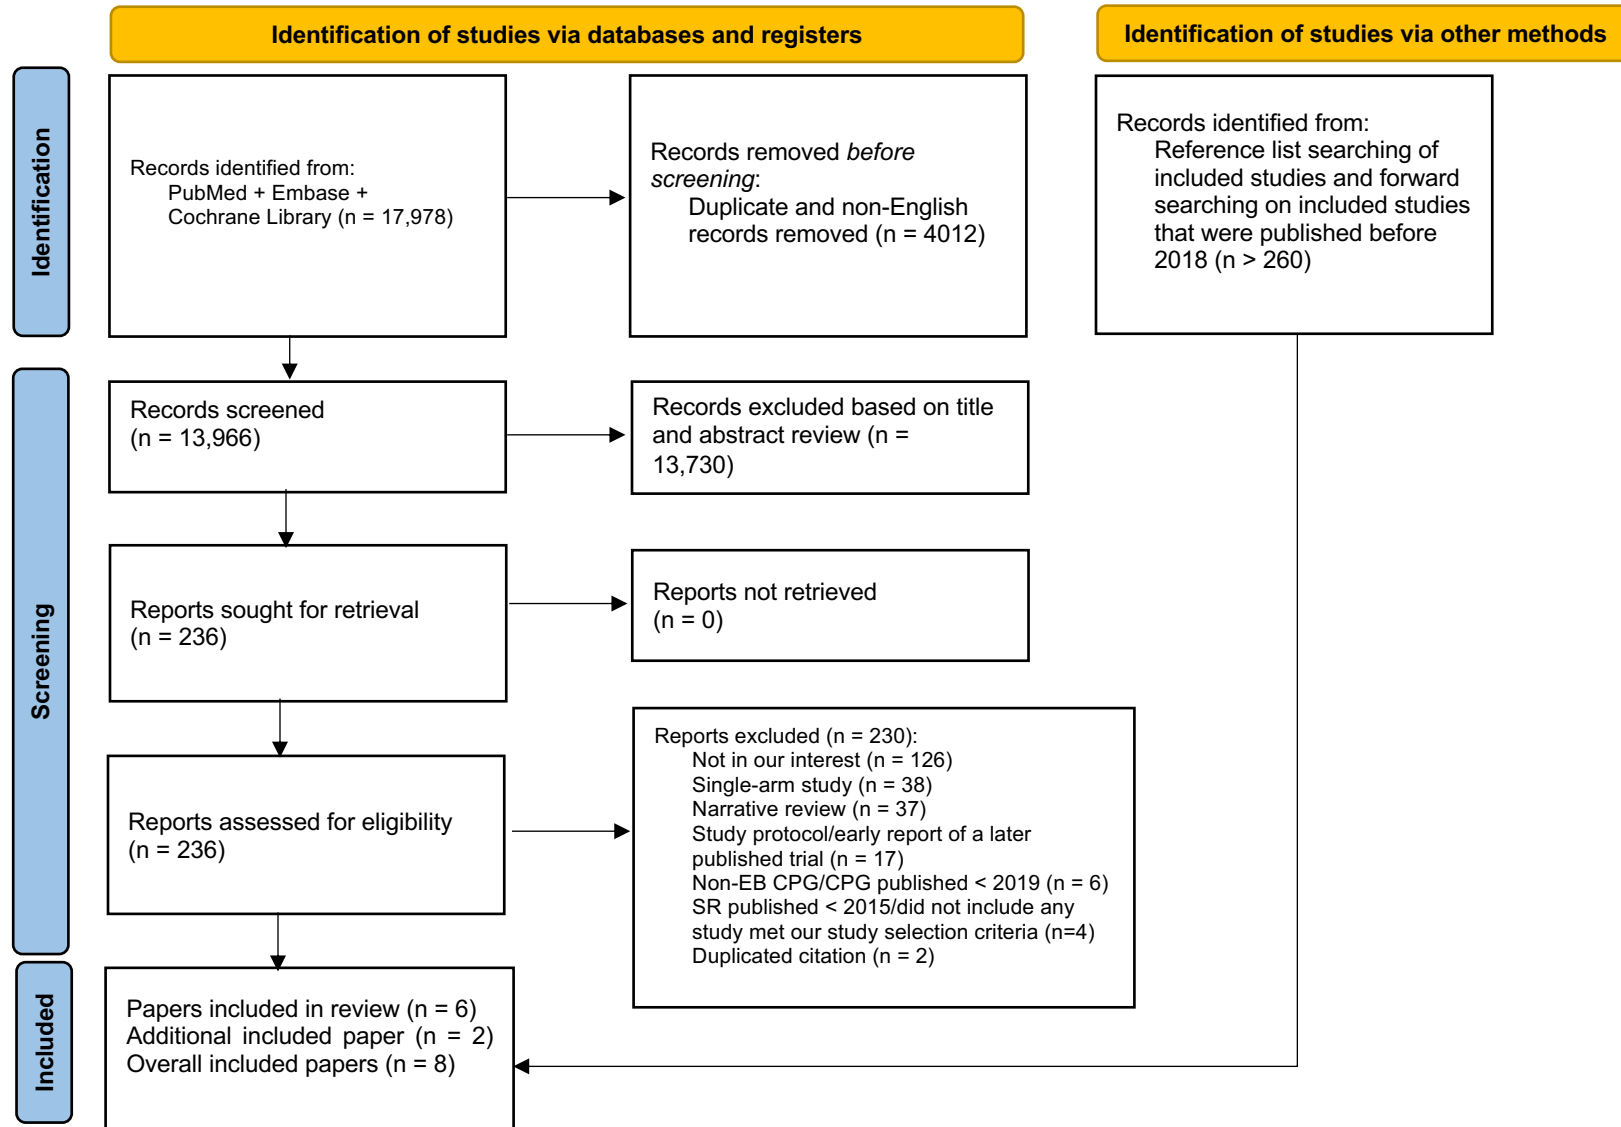 Identification of studies via databases and registers
Identification of studies via other methods
Identification
Records identified from:
PubMed + Embase +
Cochrane Library (n = 17,978)
Records removed before
screening:
Duplicate and non-English
records removed (n = 4012)
Records identified from:
Reference list searching of
included studies and forward
searching on included studies
that were published before
2018 (n > 260)
Screening
Records screened
(n = 13,966)
Records excluded based on title
and abstract review (n =
13,730)
Reports sought for retrieval
(n = 236)
Reports not retrieved
(n = 0)
Reports assessed for eligibility
(n = 236)
Reports excluded (n = 230):
Not in our interest (n = 126)
Single-arm study (n = 38)
Narrative review (n = 37)
Study protocol/early report of a later
published trial (n = 17)
Non-EB CPG/CPG published < 2019 (n = 6)
SR published < 2015/did not include any
study met our study selection criteria (n=4)
Duplicated citation (n = 2)
Included
Papers included in review (n = 6)
Additional included paper (n = 2)
Overall included papers (n = 8)